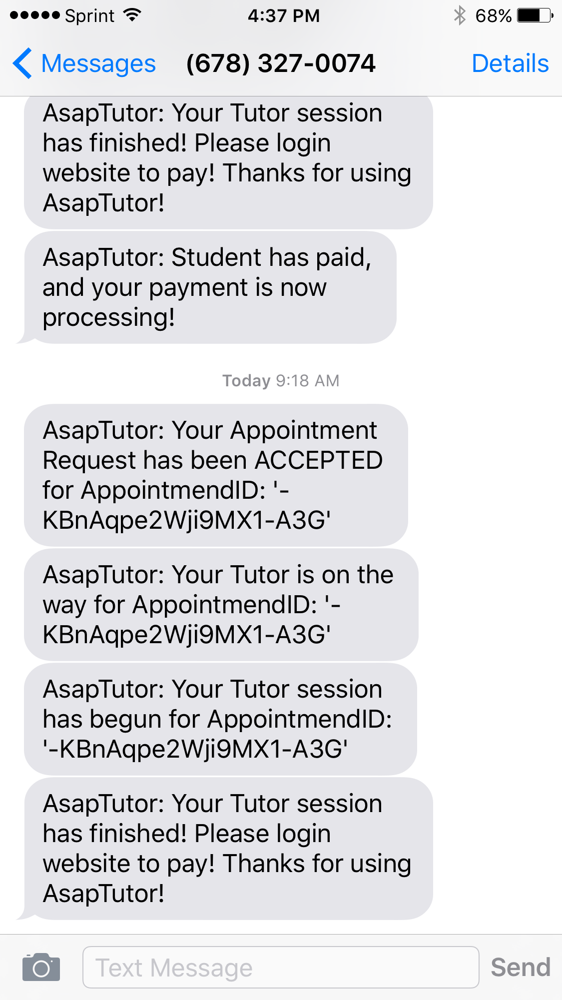 Sprint 4:37 PM 68%
Messages (678) 327-0074 Details
AsapTutor: Your Tutor session
has finished! Please login
website to pay! Thanks for using
AsapTutor!
AsapTutor: Student has paid,
and your payment is now
processing!
Today 9:18 AM
AsapTutor: Your Appointment
Request has been ACCEPTED
for AppointmendID: '-
KBnAqpe2Wji9MX1-A3G'
AsapTutor: Your Tutor is on the
way for AppointmendID: '-
KBnAqpe2Wji9MX1-A3G'
AsapTutor: Your Tutor session
has begun for AppointmendID:
'-KBnAqpe2Wji9MX1-A3G'
AsapTutor: Your Tutor session
has finished! Please login
website to pay! Thanks for using
AsapTutor!
Text Message Send